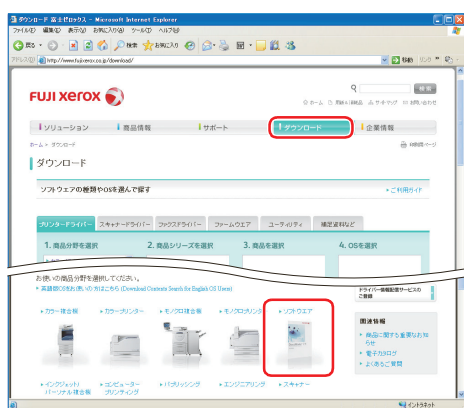 ダウンロード 富士ゼロックス - Microsoft Internet Explorer
ファイル(F) 編集(E) 表示(V) お気に入り(A) ツール(T) ヘルプ(H)
戻る 検索 お気に入り
アドレス(D) http://www.fujixerox.co.jp/download/ 移動 リンク
FUJI XEROX 検索
ホーム サイトマップ お問い合わせ
ソリューション 商品情報 サポート ダウンロード 企業情報
ホーム > ダウンロード 印刷用ページ
ダウンロード
ソフトウェアの種類やOSを選んで探す ご利用ガイド
プリンタードライバー スキャナードライバー ファクスドライバー ファームウエア ユーティリティ 補足資料など
1. 商品分野を選択 2. 商品シリーズを選択 3. 商品を選択 4. OSを選択
お使いの商品分野を選択してください。
英語版OSをお使いの方はこちら (Download Contents Search for English OS Users)
ドライバー情報配信サービスのご登録
カラー複合機 カラープリンター モノクロ複合機 モノクロプリンター ソフトウエア
関連情報
商品に関する重要なお知らせ
電子カタログ
よくあるご質問
インクジェット/パーソナル複合機 コンピュータープリンティング パブリッシング エンジニアリング スキャナー
インターネット